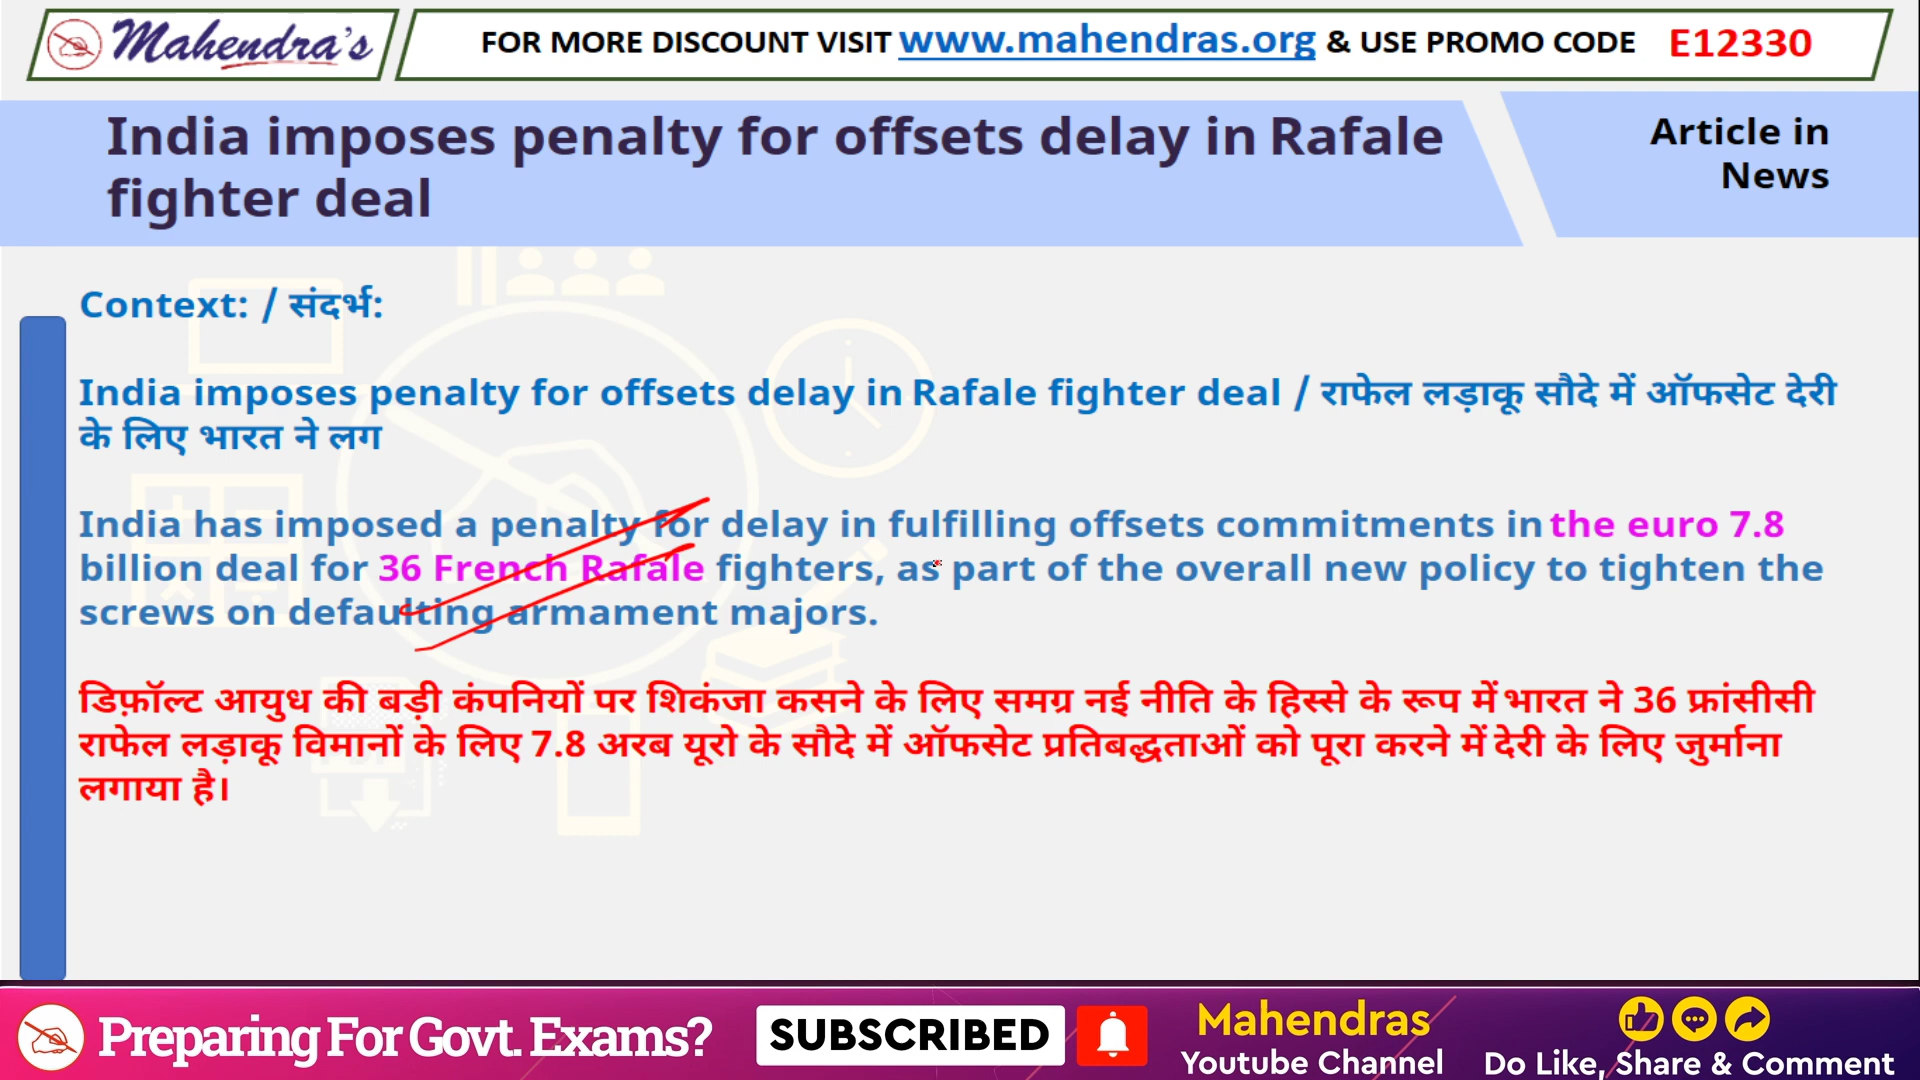 Mahendra's
FOR MORE DISCOUNT VISIT www.mahendras.org & USE PROMO CODE E12330
India imposes penalty for offsets delay in Rafale
fighter deal
Article in
News
Context: / संदर्भ:
India imposes penalty for offsets delay in Rafale fighter deal / राफेल लड़ाकू सौदे में ऑफसेट देरी
के लिए भारत ने लग
India has imposed a penalty for delay in fulfilling offsets commitments in the euro 7.8
billion deal for 36 French Rafale fighters, as part of the overall new policy to tighten the
screws on defaulting armament majors.
डिफ़ॉल्ट आयुध की बड़ी कंपनियों पर शिकंजा कसने के लिए समग्र नई नीति के हिस्से के रूप में भारत ने 36 फ्रांसीसी
राफेल लड़ाकू विमानों के लिए 7.8 अरब यूरो के सौदे में ऑफसेट प्रतिबद्धताओं को पूरा करने में देरी के लिए जुर्माना
लगाया है।
Preparing For Govt. Exams?
SUBSCRIBED
Mahendras
Youtube Channel
Do Like, Share & Comment